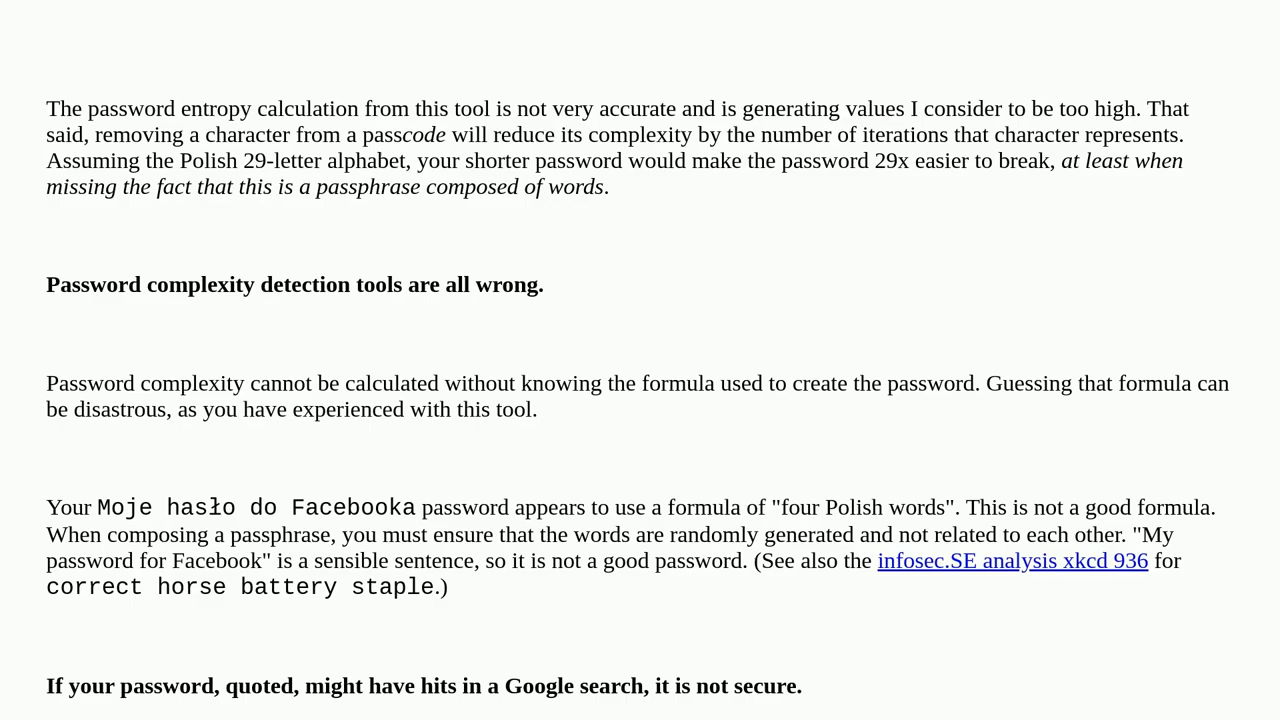 The password entropy calculation from this tool is not very accurate and is generating values I consider to be too high. That
said, removing a character from a passcode will reduce its complexity by the number of iterations that character represents.
Assuming the Polish 29-letter alphabet, your shorter password would make the password 29x easier to break, at least when
missing the fact that this is a passphrase composed of words.
Password complexity detection tools are all wrong.
Password complexity cannot be calculated without knowing the formula used to create the password. Guessing that formula can
be disastrous, as you have experienced with this tool.
Your Moje hasło do Facebooka password appears to use a formula of "four Polish words". This is not a good formula.
When composing a passphrase, you must ensure that the words are randomly generated and not related to each other. "My
password for Facebook" is a sensible sentence, so it is not a good password. (See also the infosec.SE analysis xkcd 936 for
correct horse battery staple.)
If your password, quoted, might have hits in a Google search, it is not secure.